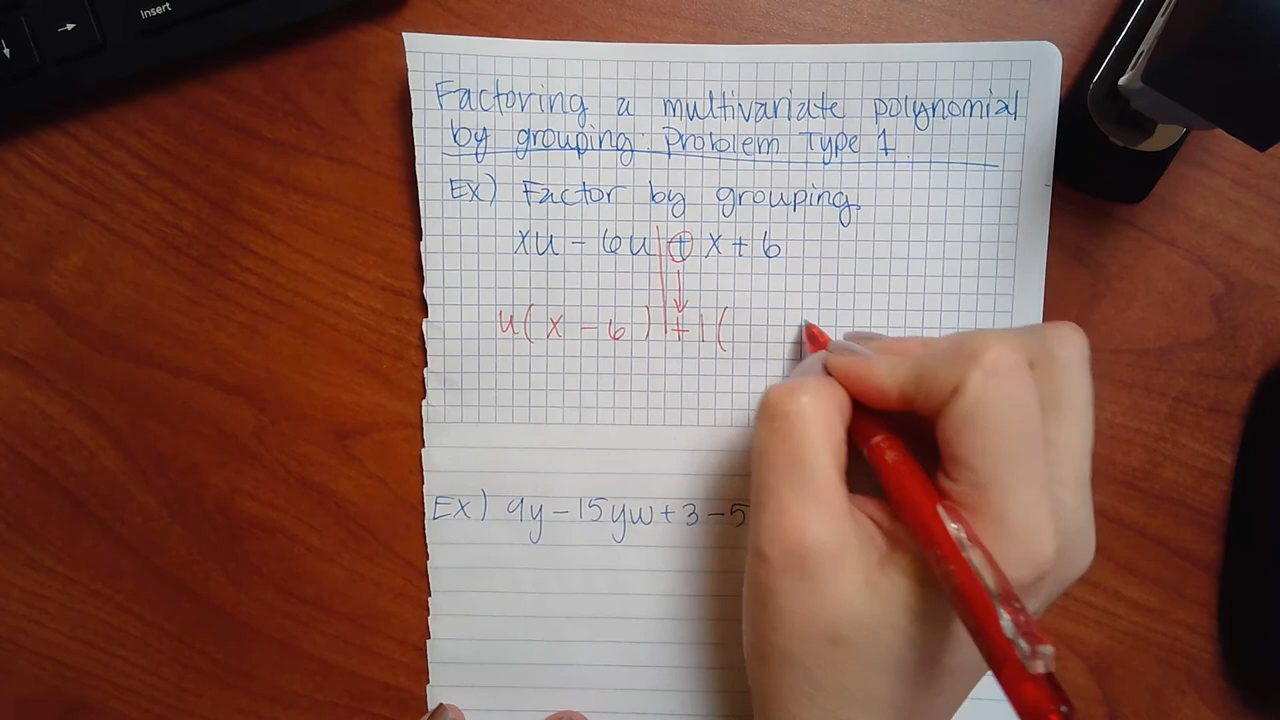 Insert
Factoring a multivariate polynomial
by grouping: Problem Type 1
Ex) Factor by grouping.
xu - 6u + x + 6
u(x - 6) + 1(
Ex) 9y - 15yw + 3 - 5